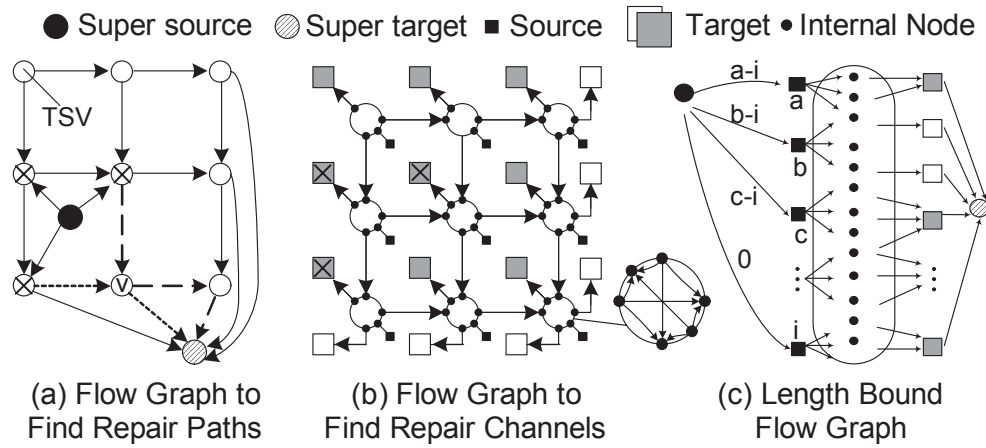 Super source Super target Source Target Internal Node
TSV
v
(a) Flow Graph to
Find Repair Paths
(b) Flow Graph to
Find Repair Channels
a-i
b-i
c-i
0
a
b
c
i
(c) Length Bound
Flow Graph